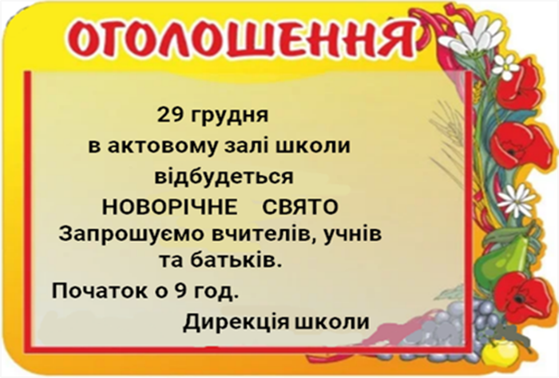 ОГОЛОШЕННЯ
29 грудня
в актовому залі школи
відбудеться
НОВОРІЧНЕ СВЯТО
Запрошуємо вчителів, учнів
та батьків.
Початок о 9 год.
Дирекція школи